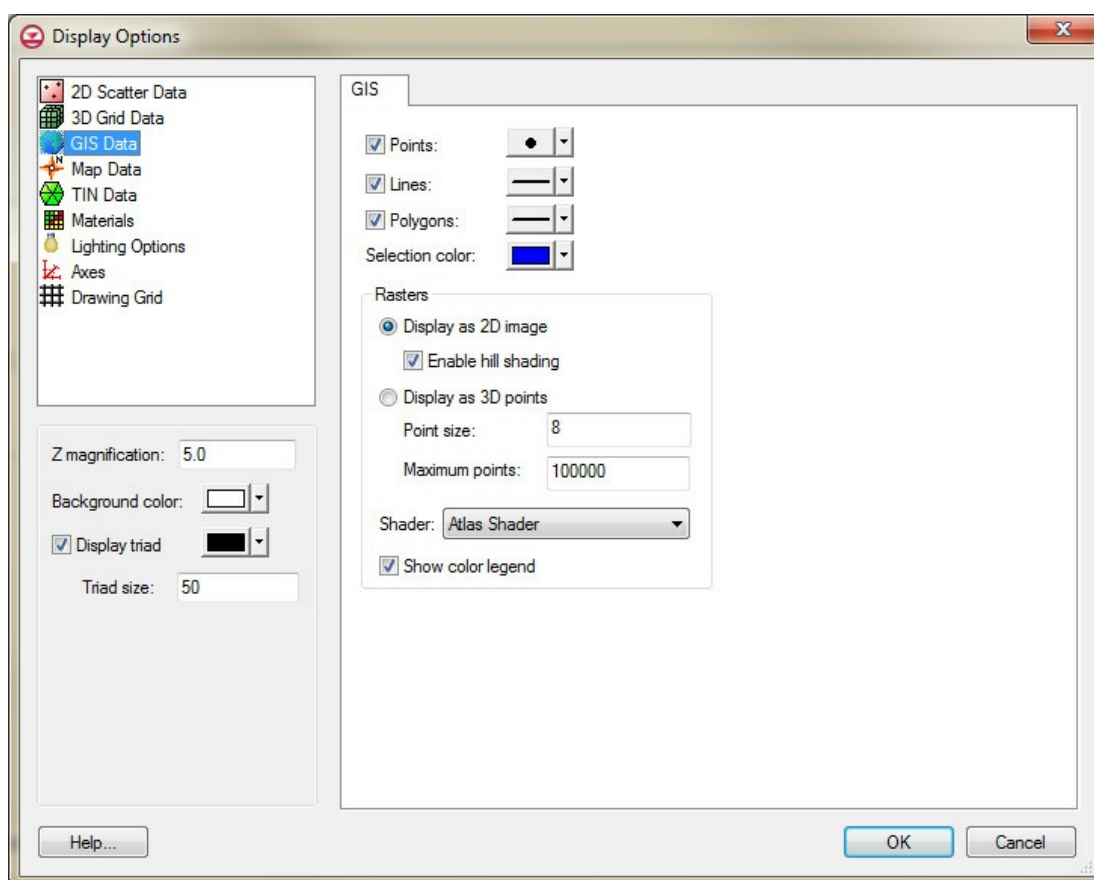 Display Options
2D Scatter Data
3D Grid Data
GIS Data
Map Data
TIN Data
Materials
Lighting Options
Axes
Drawing Grid
Z magnification: 5.0
Background color:
Display triad
Triad size: 50
GIS
Points:
Lines:
Polygons:
Selection color:
Rasters
Display as 2D image
Enable hill shading
Display as 3D points
Point size: 8
Maximum points: 100000
Shader: Atlas Shader
Show color legend
Help...
OK
Cancel